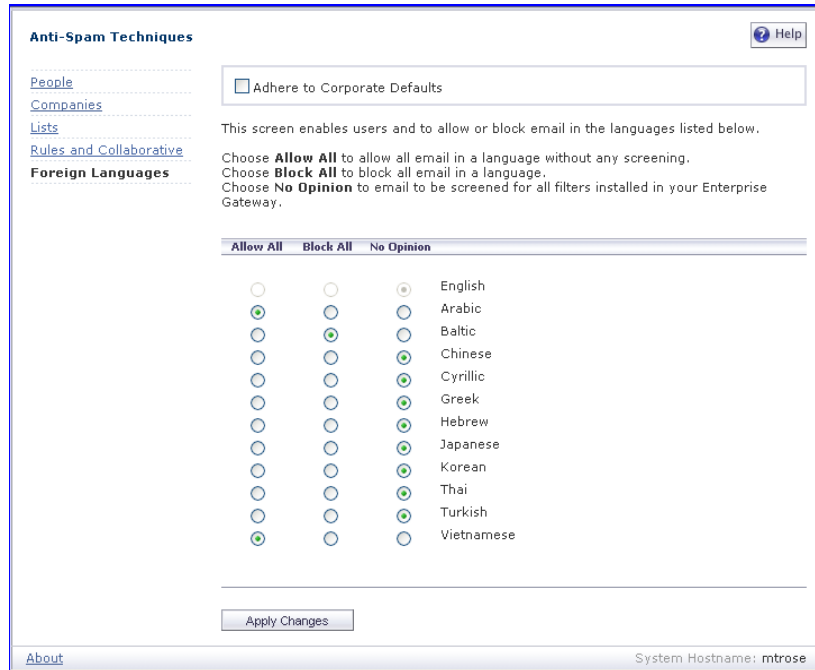 Anti-Spam Techniques
Help
People
Companies
Lists
Rules and Collaborative
Foreign Languages
Adhere to Corporate Defaults
This screen enables users and to allow or block email in the languages listed below.
Choose Allow All to allow all email in a language without any screening.
Choose Block All to block all email in a language.
Choose No Opinion to email to be screened for all filters installed in your Enterprise
Gateway.
Allow All Block All No Opinion
English
Arabic
Baltic
Chinese
Cyrillic
Greek
Hebrew
Japanese
Korean
Thai
Turkish
Vietnamese
Apply Changes
About
System Hostname: mtrose